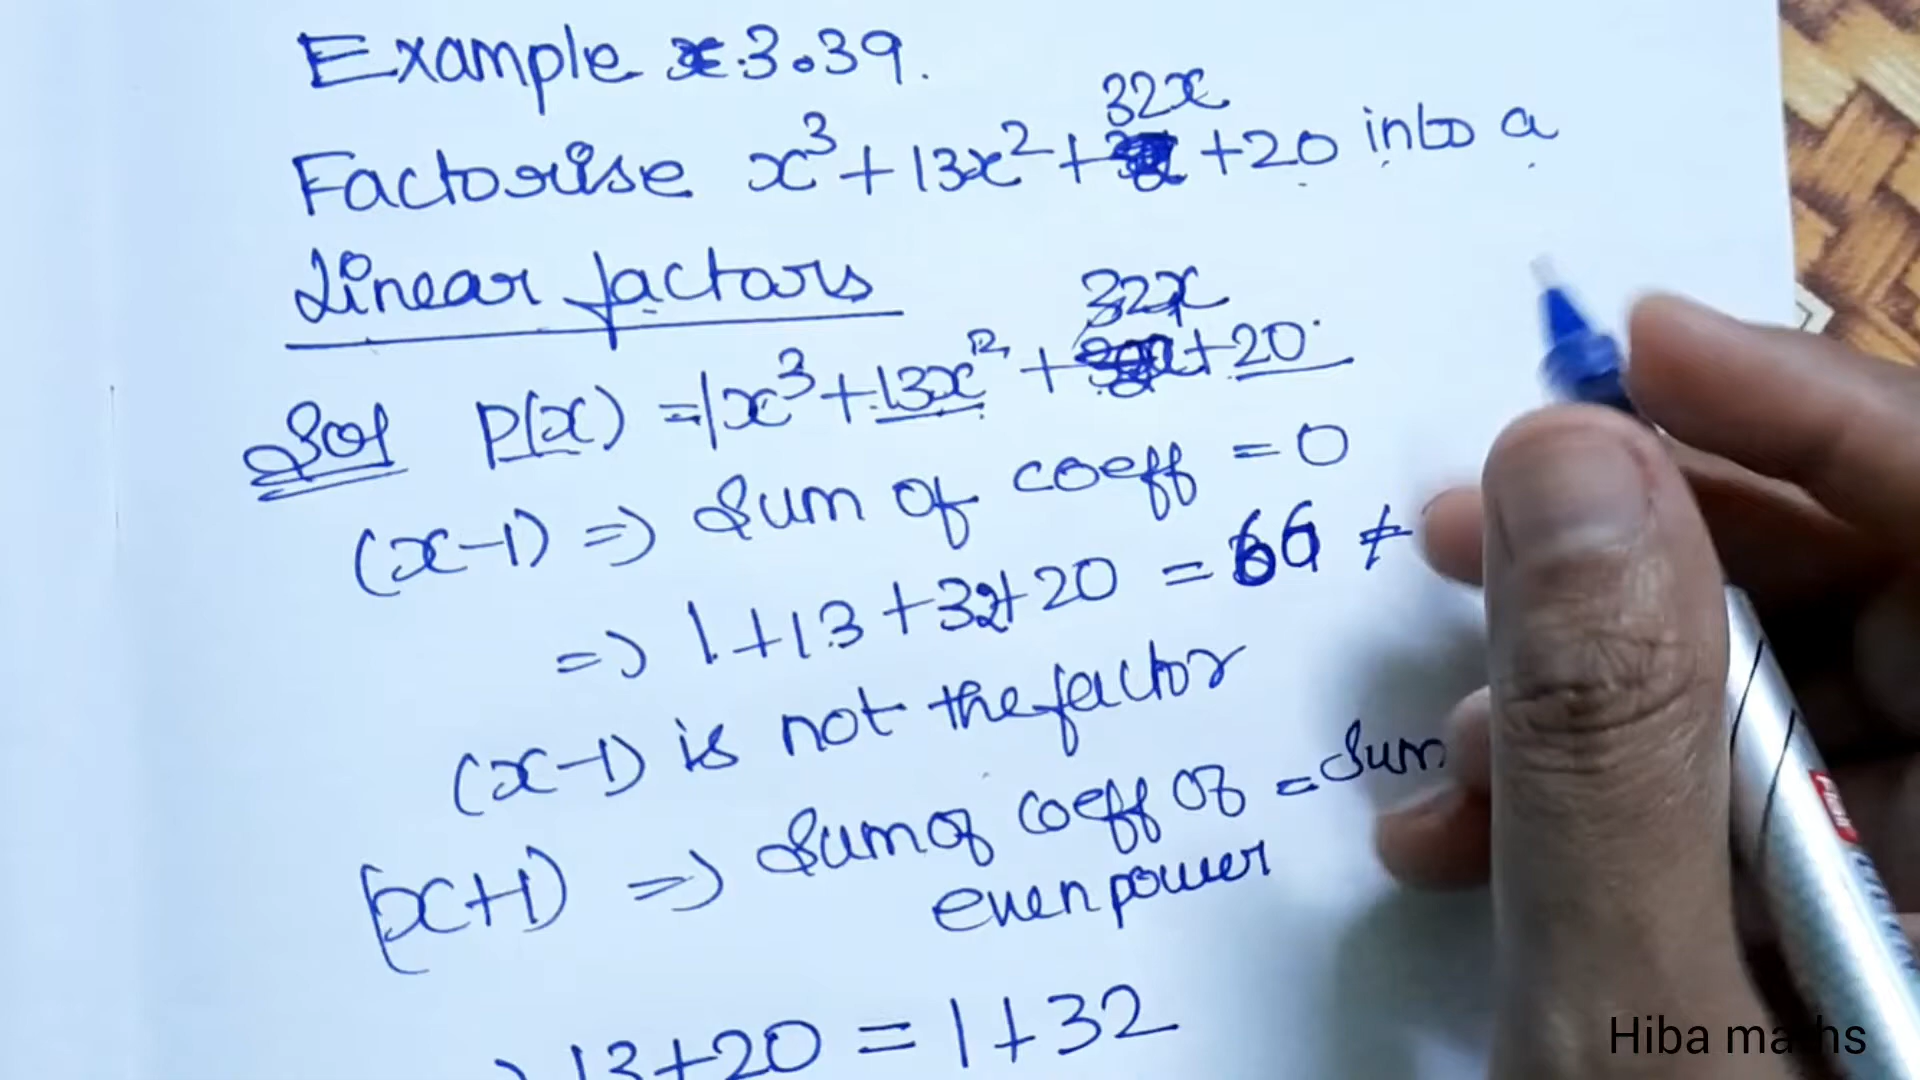 Example 3.39.
Factorise x³ + 13x² + 32x + 20 into a
Linear factors
Sol P(x) = 1x³ + 13x² + 32x + 20.
(x-1) => Sum of coeff = 0
=> 1+13+32+20 = 66 ≠
(x-1) is not the factor
(x+1) => Sum of coeff of = Sum
even power
13+20 = 1+32
Hiba maths